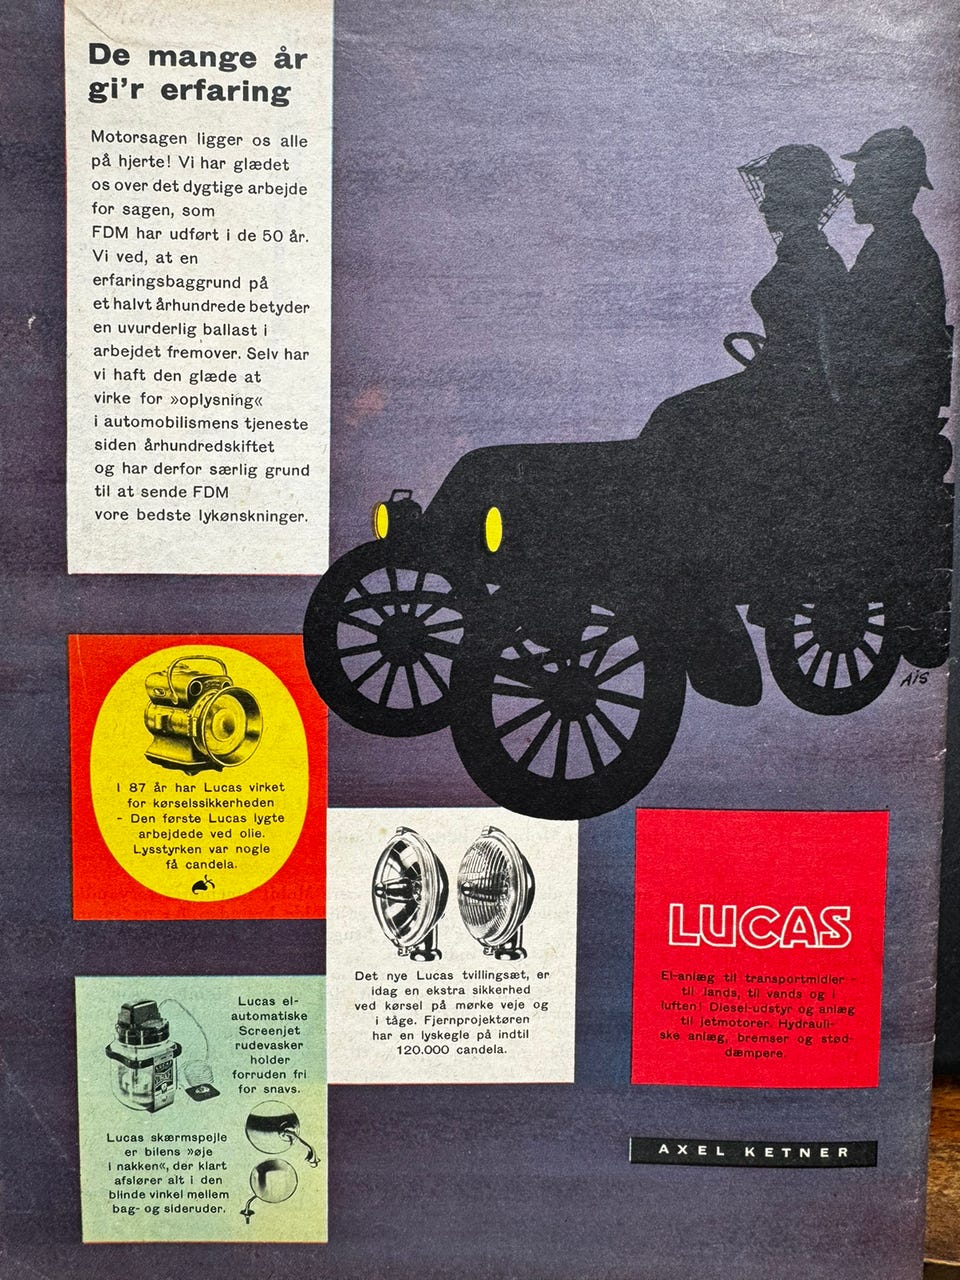 De mange år
gi'r erfaring
Motorsagen ligger os alle
på hjerte! Vi har glædet
os over det dygtige arbejde
for sagen, som
FDM har udført i de 50 år.
Vi ved, at en
erfaringsbaggrund på
et halvt århundrede betyder
en uvurderlig ballast i
arbejdet fremover. Selv har
vi haft den glæde at
virke for »oplysning«
i automobilismens tjeneste
siden århundredskiftet
og har derfor særlig grund
til at sende FDM
vore bedste lykønskninger.
AIS
I 87 år har Lucas virket
for kørselssikkerheden
- Den første Lucas lygte
arbejdede ved olie.
Lysstyrken var nogle
få candela.
Det nye Lucas tvillingsæt, er
idag en ekstra sikkerhed
ved kørsel på mørke veje og
i tåge. Fjernprojektøren
har en lyskegle på indtil
120.000 candela.
LUCAS
El-anlæg til transportmidler -
til lands, til vands og i
luften! Diesel-udstyr og anlæg
til jetmotorer. Hydrauli-
ske anlæg, bremser og stød-
dæmpere.
Lucas el-
automatiske
Screenjet
rudevasker
holder
forruden fri
for snavs.
Lucas skærmspejle
er bilens »øje
i nakken«, der klart
afslører alt i den
blinde vinkel mellem
bag- og sideruder.
AXEL KETNER